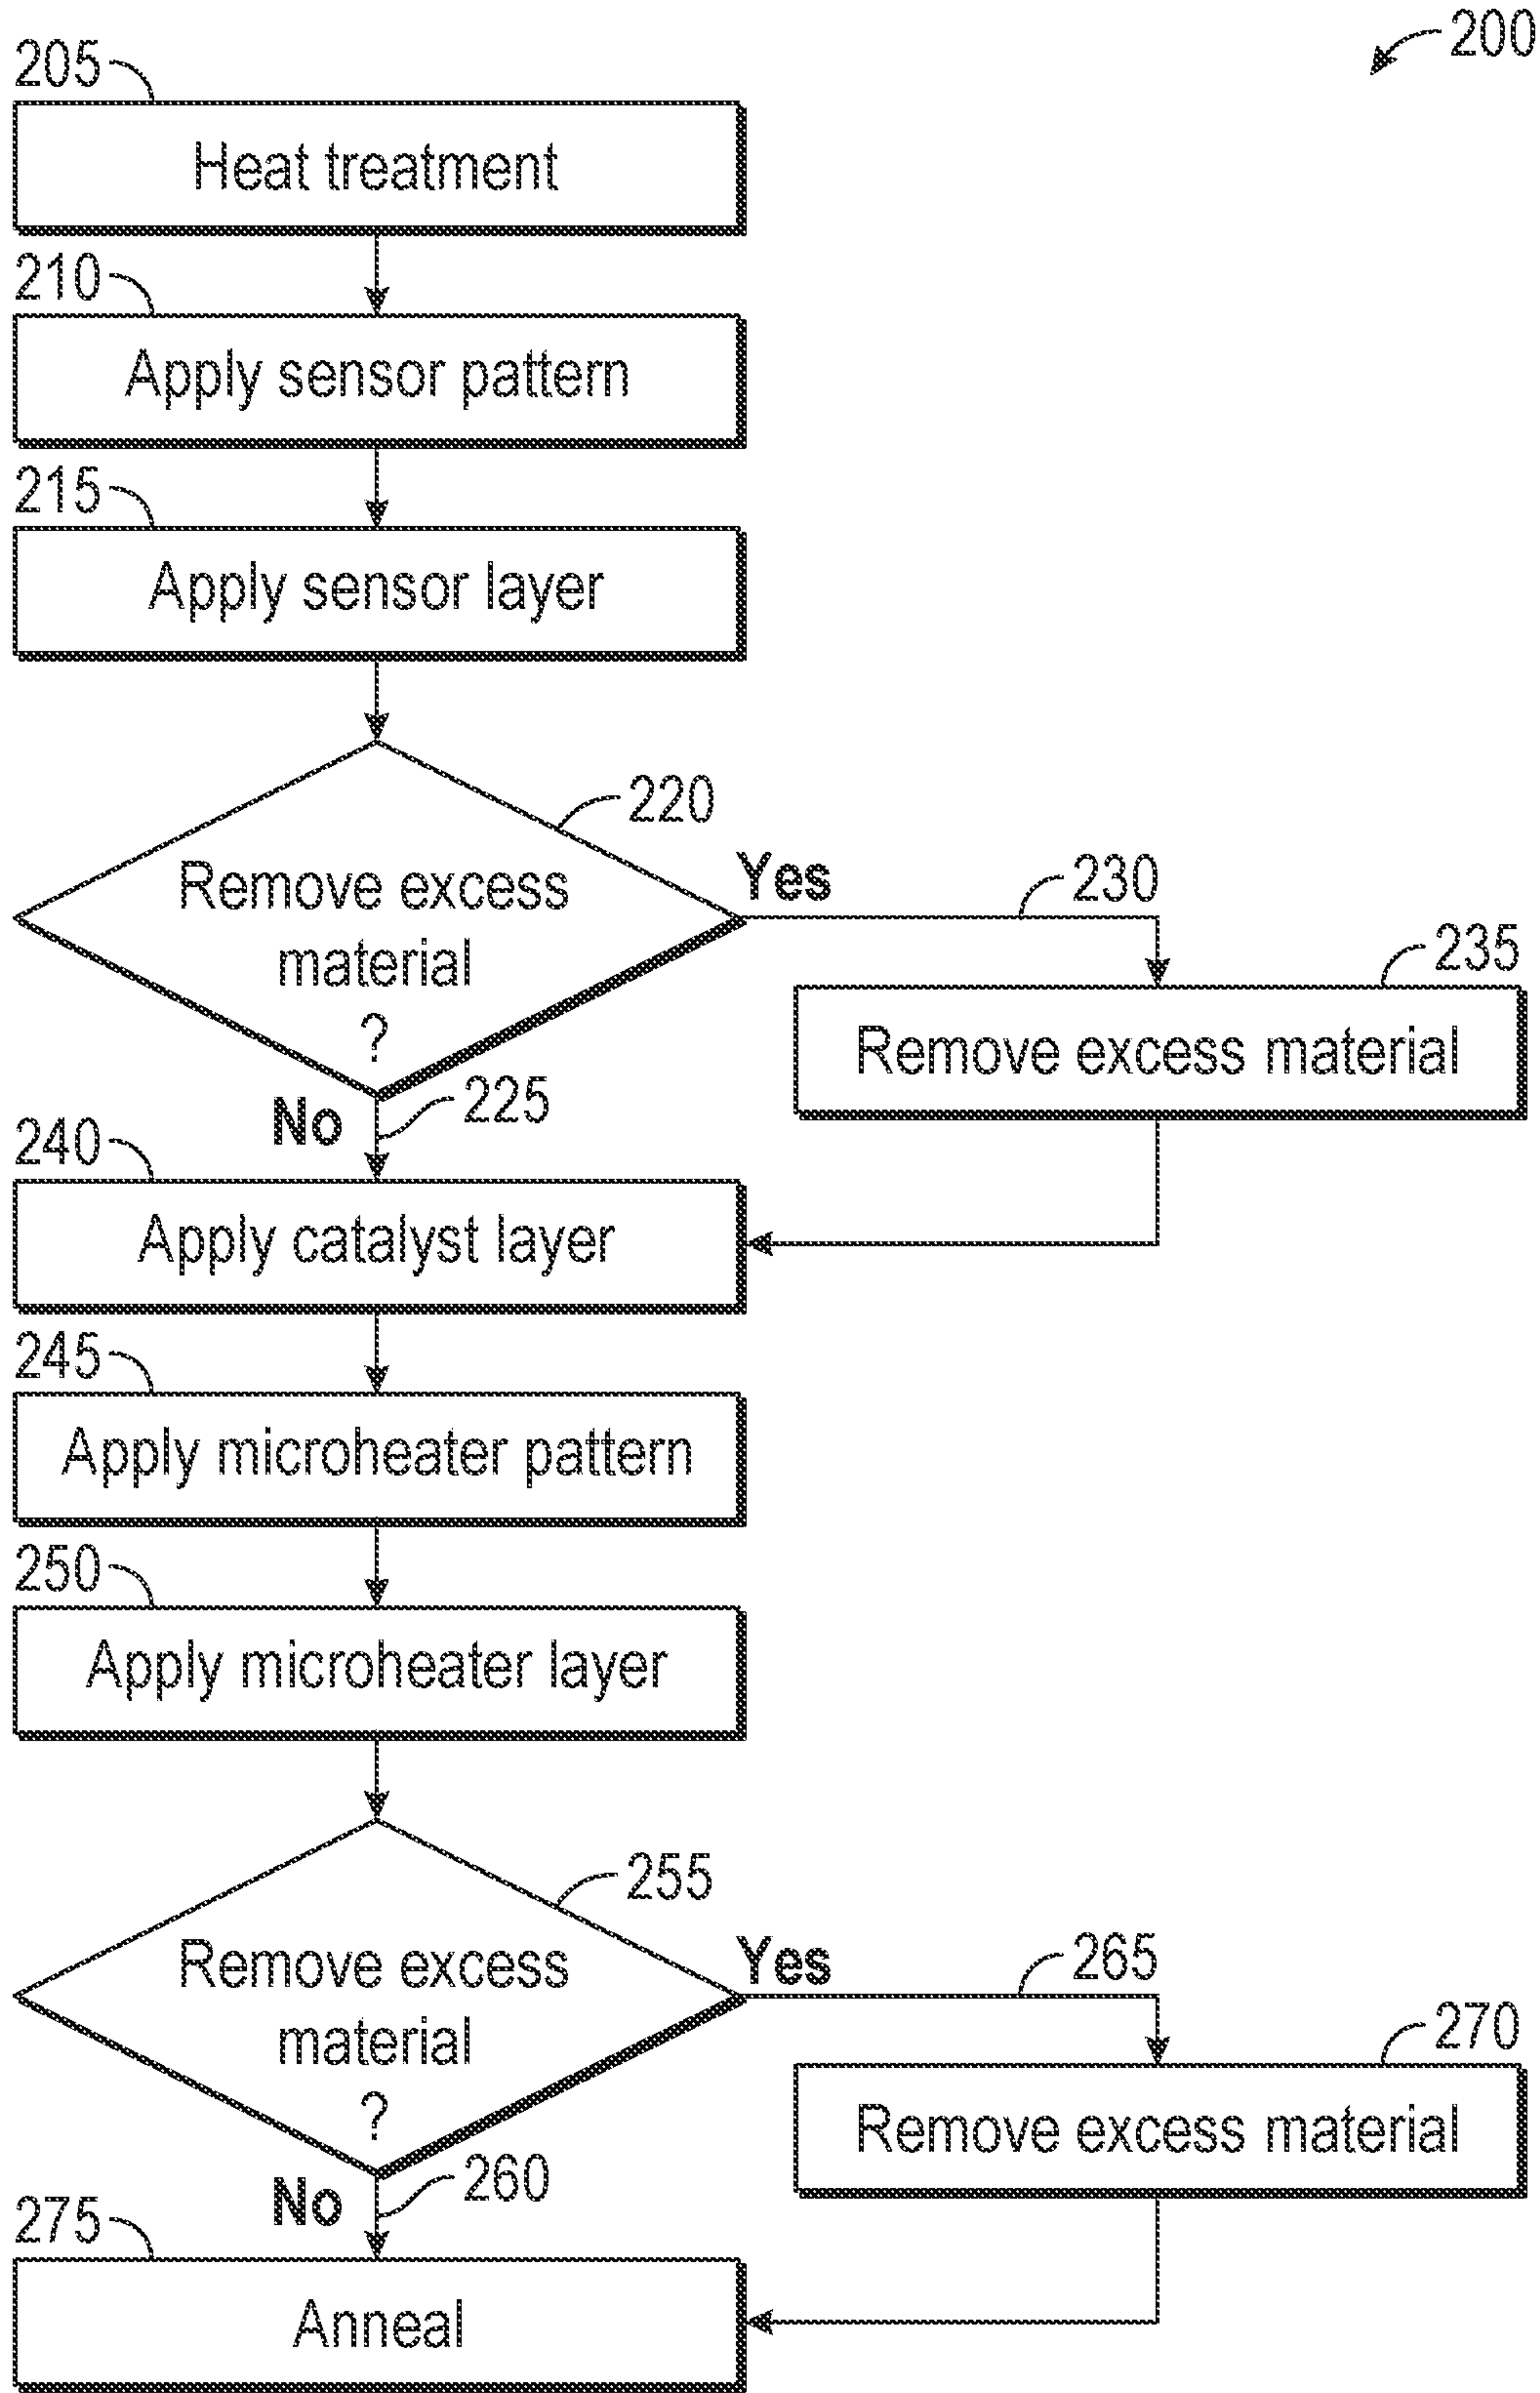 200
205
Heat treatment
210
Apply sensor pattern
215
Apply sensor layer
220
Remove excess
material
?
Yes
230
235
Remove excess material
No
225
240
Apply catalyst layer
245
Apply microheater pattern
250
Apply microheater layer
255
Remove excess
material
?
Yes
265
270
Remove excess material
No
260
275
Anneal